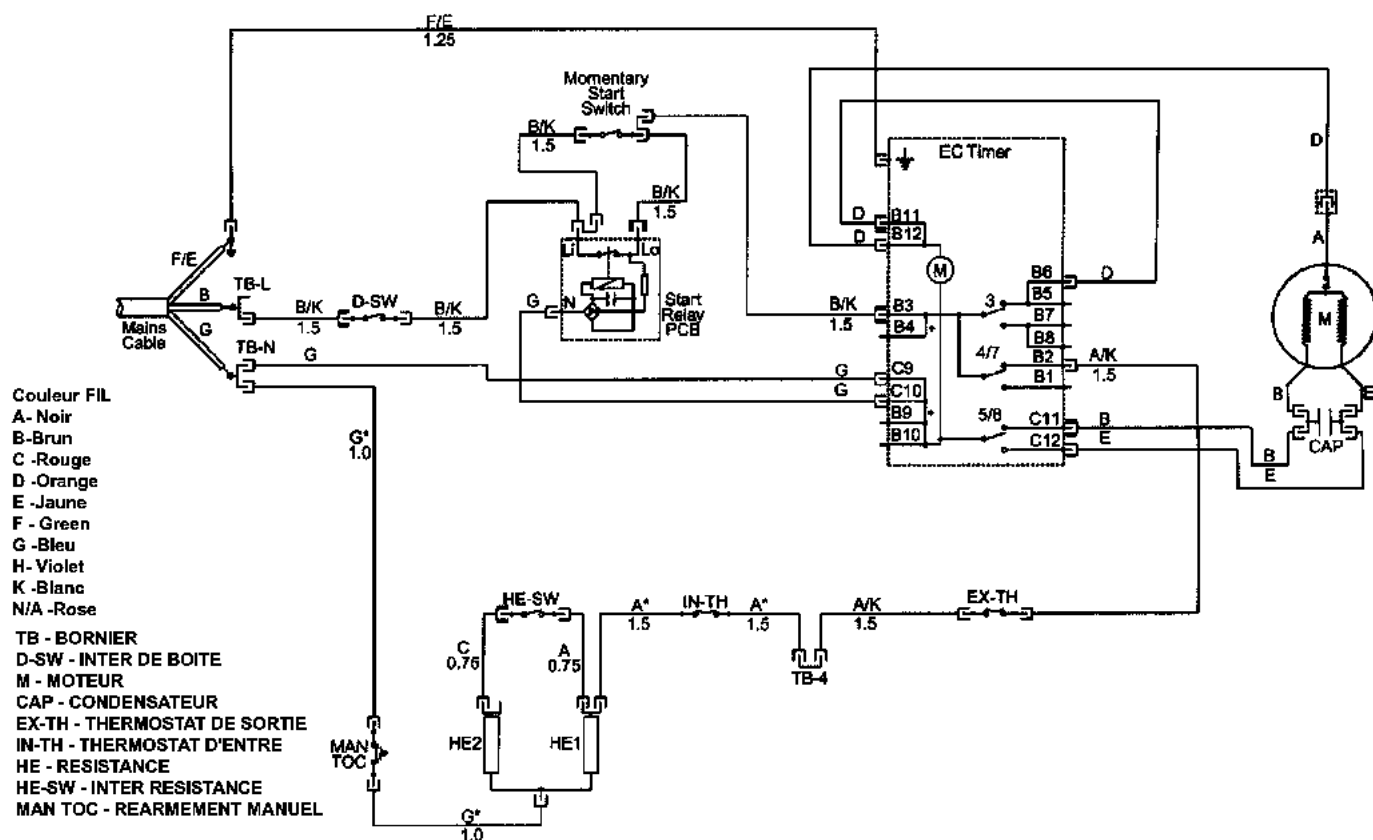 F/E
1.25
Momentary
Start
Switch
B/K
1.5
B/K
1.5
EC Timer
D
D
B11
B12
D
M
A
F/E
B
G
Mains
Cable
TB-L
B/K
1.5
D-SW
B/K
1.5
TB-N
G
Li
Lo
G
N
Start
Relay
PCB
B/K
1.5
B3
B4
3
B6
B5
D
B7
B8
4/7
B2
B1
A/K
1.5
M
G
G
C9
C10
B9
B10
5/8
C11
C12
B
E
B
E
B
E
CAP
Couleur FIL
A- Noir
B-Brun
C -Rouge
D -Orange
E -Jaune
F - Green
G -Bleu
H- Violet
K -Blanc
N/A -Rose
TB - BORNIER
D-SW - INTER DE BOITE
M - MOTEUR
CAP - CONDENSATEUR
EX-TH - THERMOSTAT DE SORTIE
IN-TH - THERMOSTAT D'ENTRE
HE - RESISTANCE
HE-SW - INTER RESISTANCE
MAN TOC - REARMEMENT MANUEL
G*
1.0
HE-SW
A*
1.5
IN-TH
A*
1.5
A/K
1.5
EX-TH
TB-4
C
0.75
A
0.75
HE2
HE1
MAN
TOC
G*
1.0